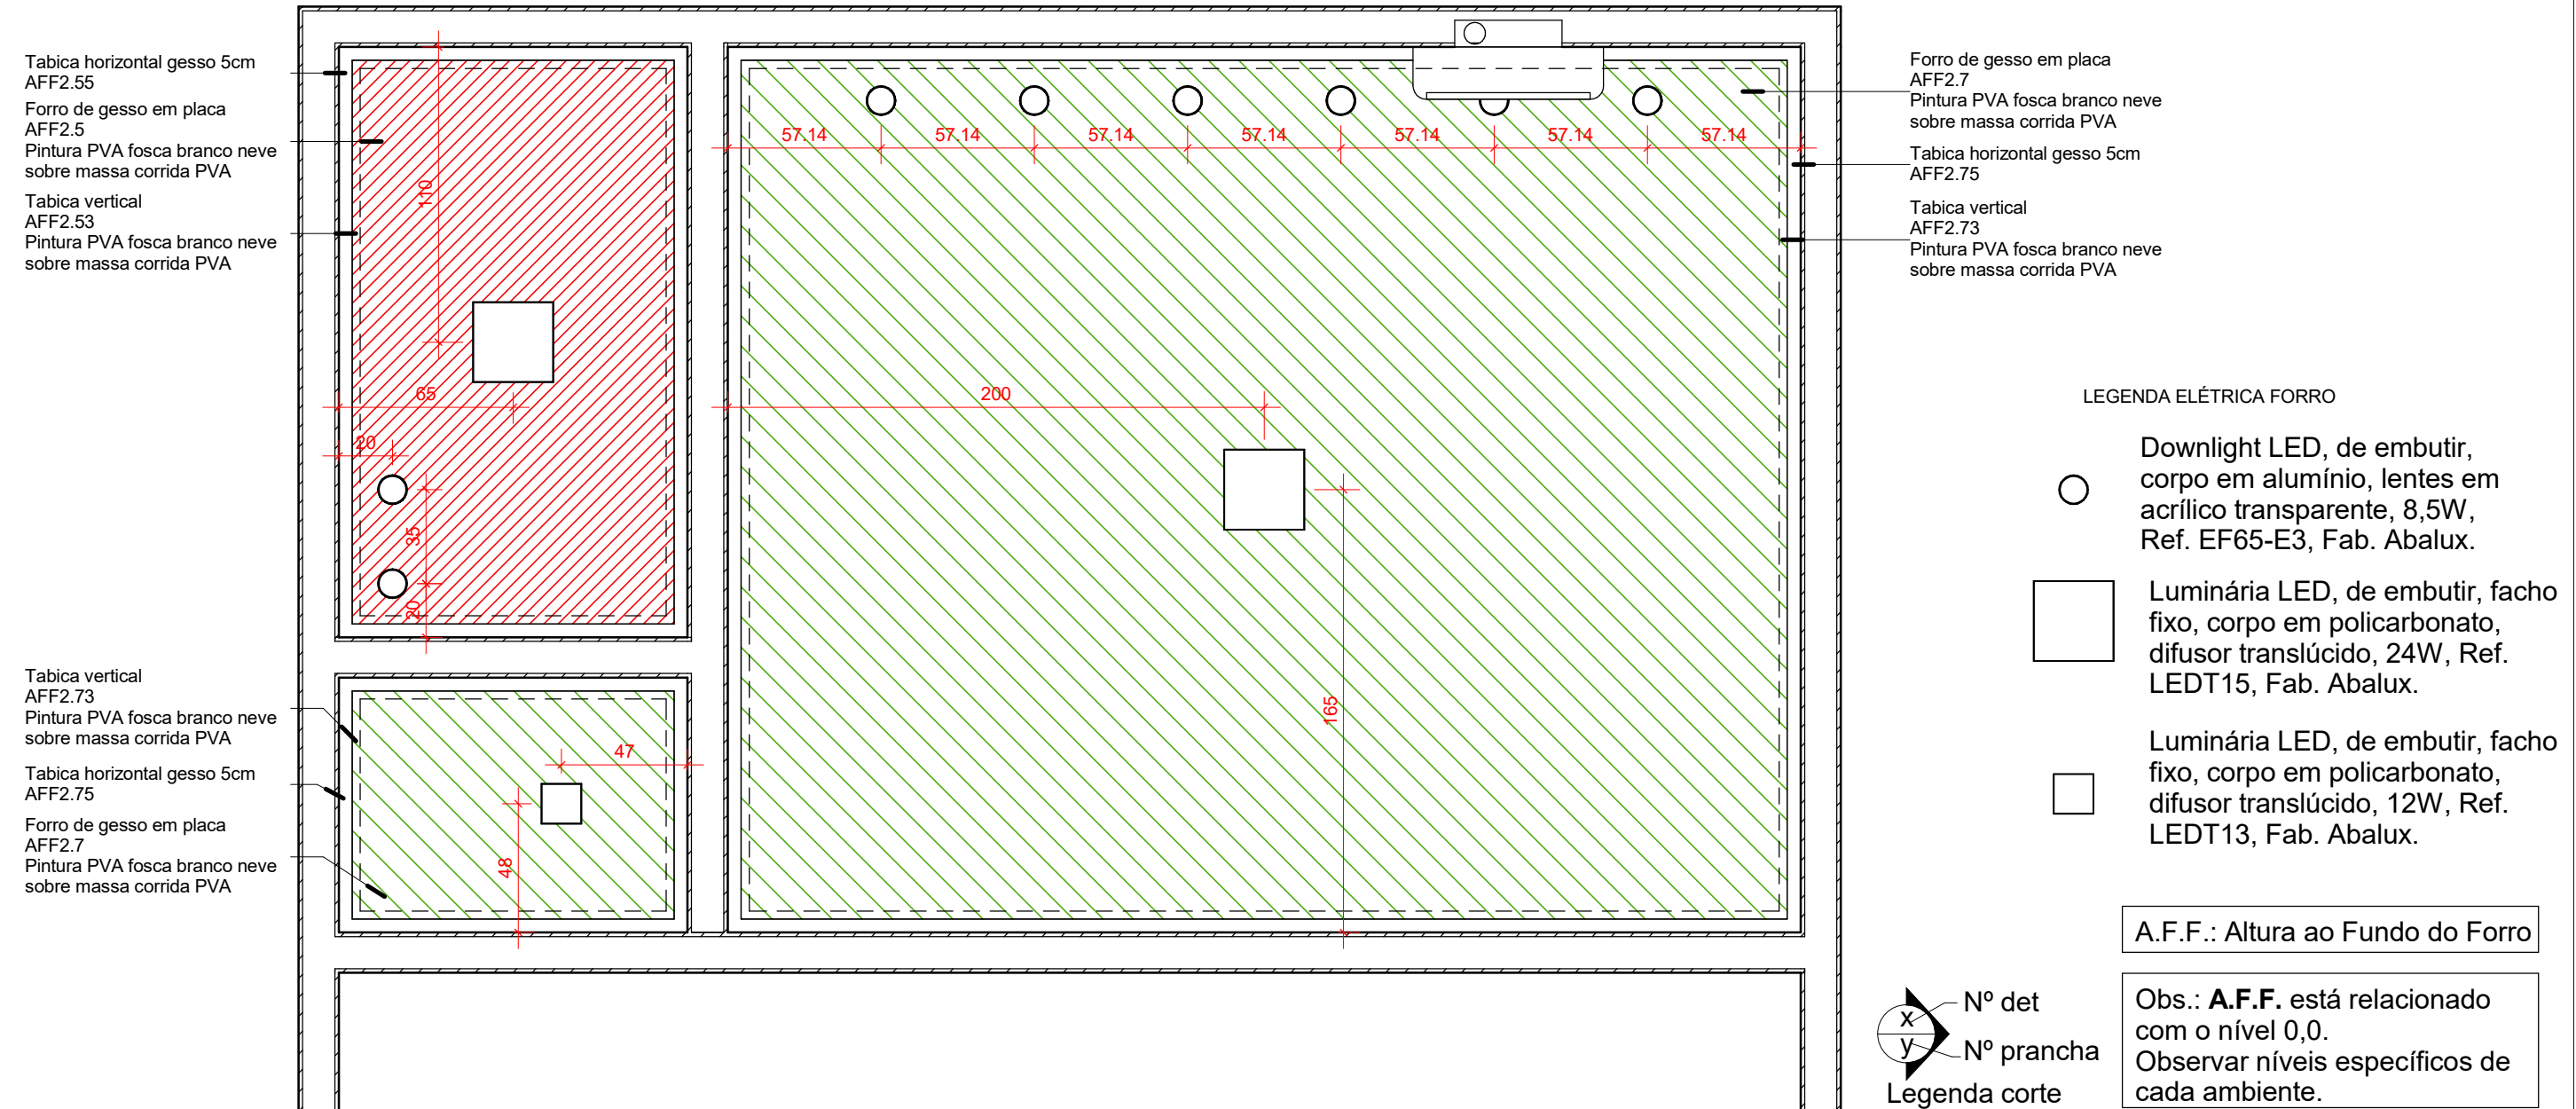 Tabica horizontal gesso 5cm
AFF2.55
Forro de gesso em placa
AFF2.5
Pintura PVA fosca branco neve
sobre massa corrida PVA
Tabica vertical
AFF2.53
Pintura PVA fosca branco neve
sobre massa corrida PVA
Tabica vertical
AFF2.73
Pintura PVA fosca branco neve
sobre massa corrida PVA
Tabica horizontal gesso 5cm
AFF2.75
Forro de gesso em placa
AFF2.7
Pintura PVA fosca branco neve
sobre massa corrida PVA
110
65
20
35
20
47
48
57.14
57.14
57.14
57.14
57.14
57.14
57.14
200
165
Forro de gesso em placa
AFF2.7
Pintura PVA fosca branco neve
sobre massa corrida PVA
Tabica horizontal gesso 5cm
AFF2.75
Tabica vertical
AFF2.73
Pintura PVA fosca branco neve
sobre massa corrida PVA
LEGENDA ELÉTRICA FORRO
Downlight LED, de embutir,
corpo em alumínio, lentes em
acrílico transparente, 8,5W,
Ref. EF65-E3, Fab. Abalux.
Luminária LED, de embutir, facho
fixo, corpo em policarbonato,
difusor translúcido, 24W, Ref.
LEDT15, Fab. Abalux.
Luminária LED, de embutir, facho
fixo, corpo em policarbonato,
difusor translúcido, 12W, Ref.
LEDT13, Fab. Abalux.
A.F.F.: Altura ao Fundo do Forro
x
y
Nº det
Nº prancha
Legenda corte
Obs.: A.F.F. está relacionado
com o nível 0,0.
Observar níveis específicos de
cada ambiente.